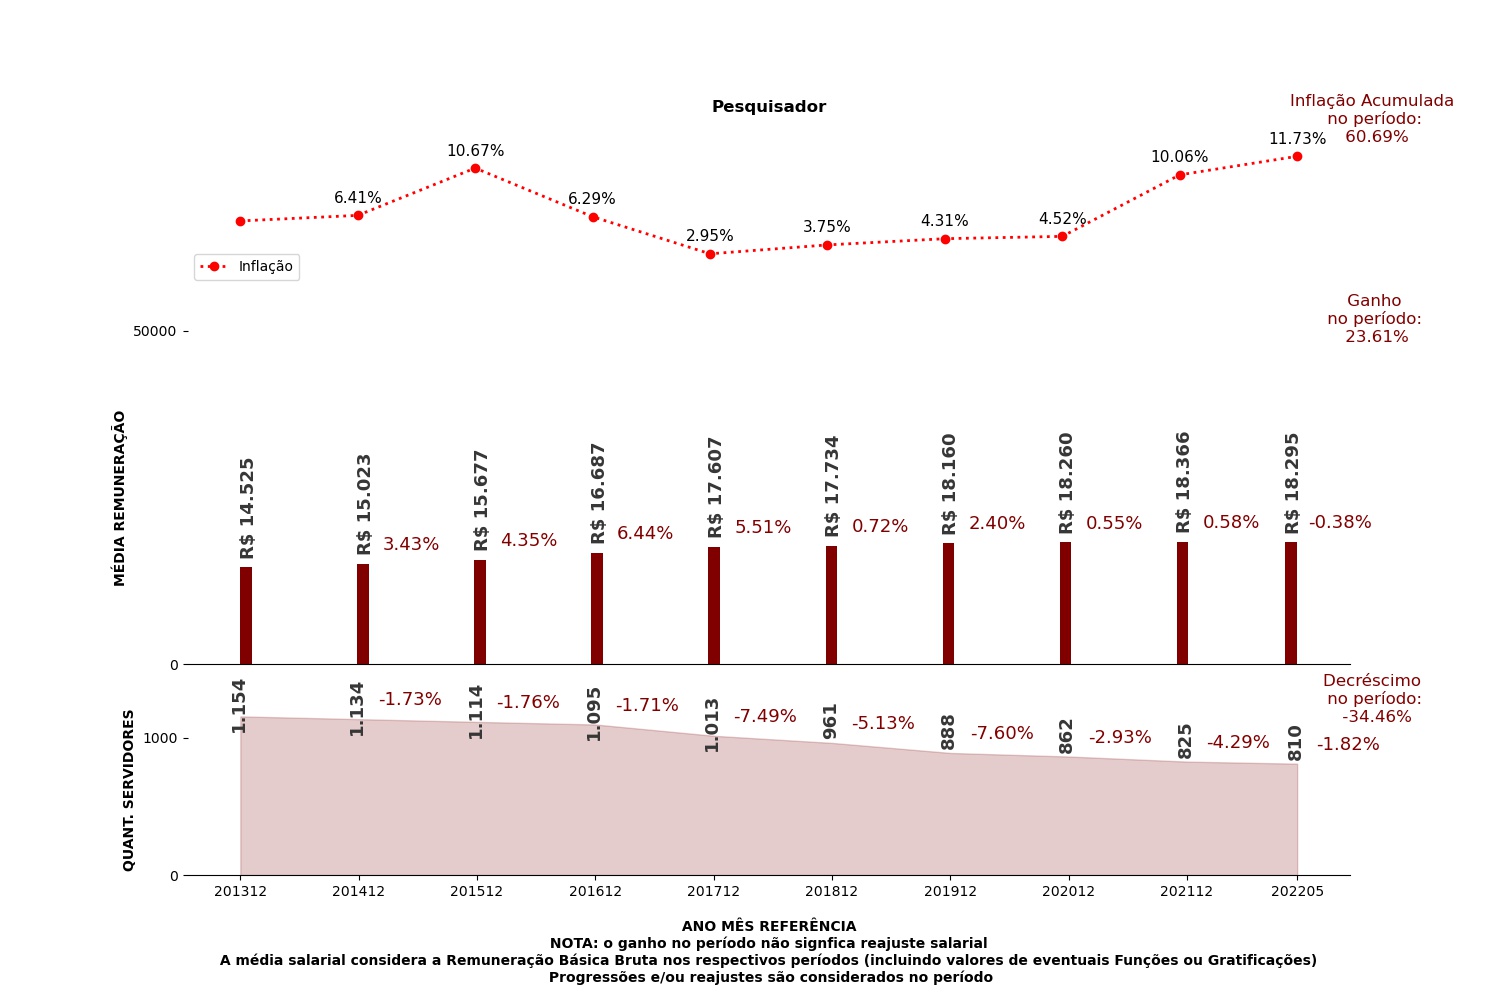 Pesquisador
Inflação Acumulada
no período:
60.69%
6.41%
10.67%
6.29%
2.95%
3.75%
4.31%
4.52%
10.06%
11.73%
Inflação
Ganho
no período:
23.61%
50000
0
MÉDIA REMUNERAÇÃO
R$ 14.525
R$ 15.023
R$ 15.677
R$ 16.687
R$ 17.607
R$ 17.734
R$ 18.160
R$ 18.260
R$ 18.366
R$ 18.295
3.43%
4.35%
6.44%
5.51%
0.72%
2.40%
0.55%
0.58%
-0.38%
Decréscimo
no período:
-34.46%
QUANT. SERVIDORES
1000
0
1.154
1.134
1.114
1.095
1.013
961
888
862
825
810
-1.73%
-1.76%
-1.71%
-7.49%
-5.13%
-7.60%
-2.93%
-4.29%
-1.82%
201312
201412
201512
201612
201712
201812
201912
202012
202112
202205
ANO MÊS REFERÊNCIA
NOTA: o ganho no período não signfica reajuste salarial
A média salarial considera a Remuneração Básica Bruta nos respectivos períodos (incluindo valores de eventuais Funções ou Gratificações)
Progressões e/ou reajustes são considerados no período